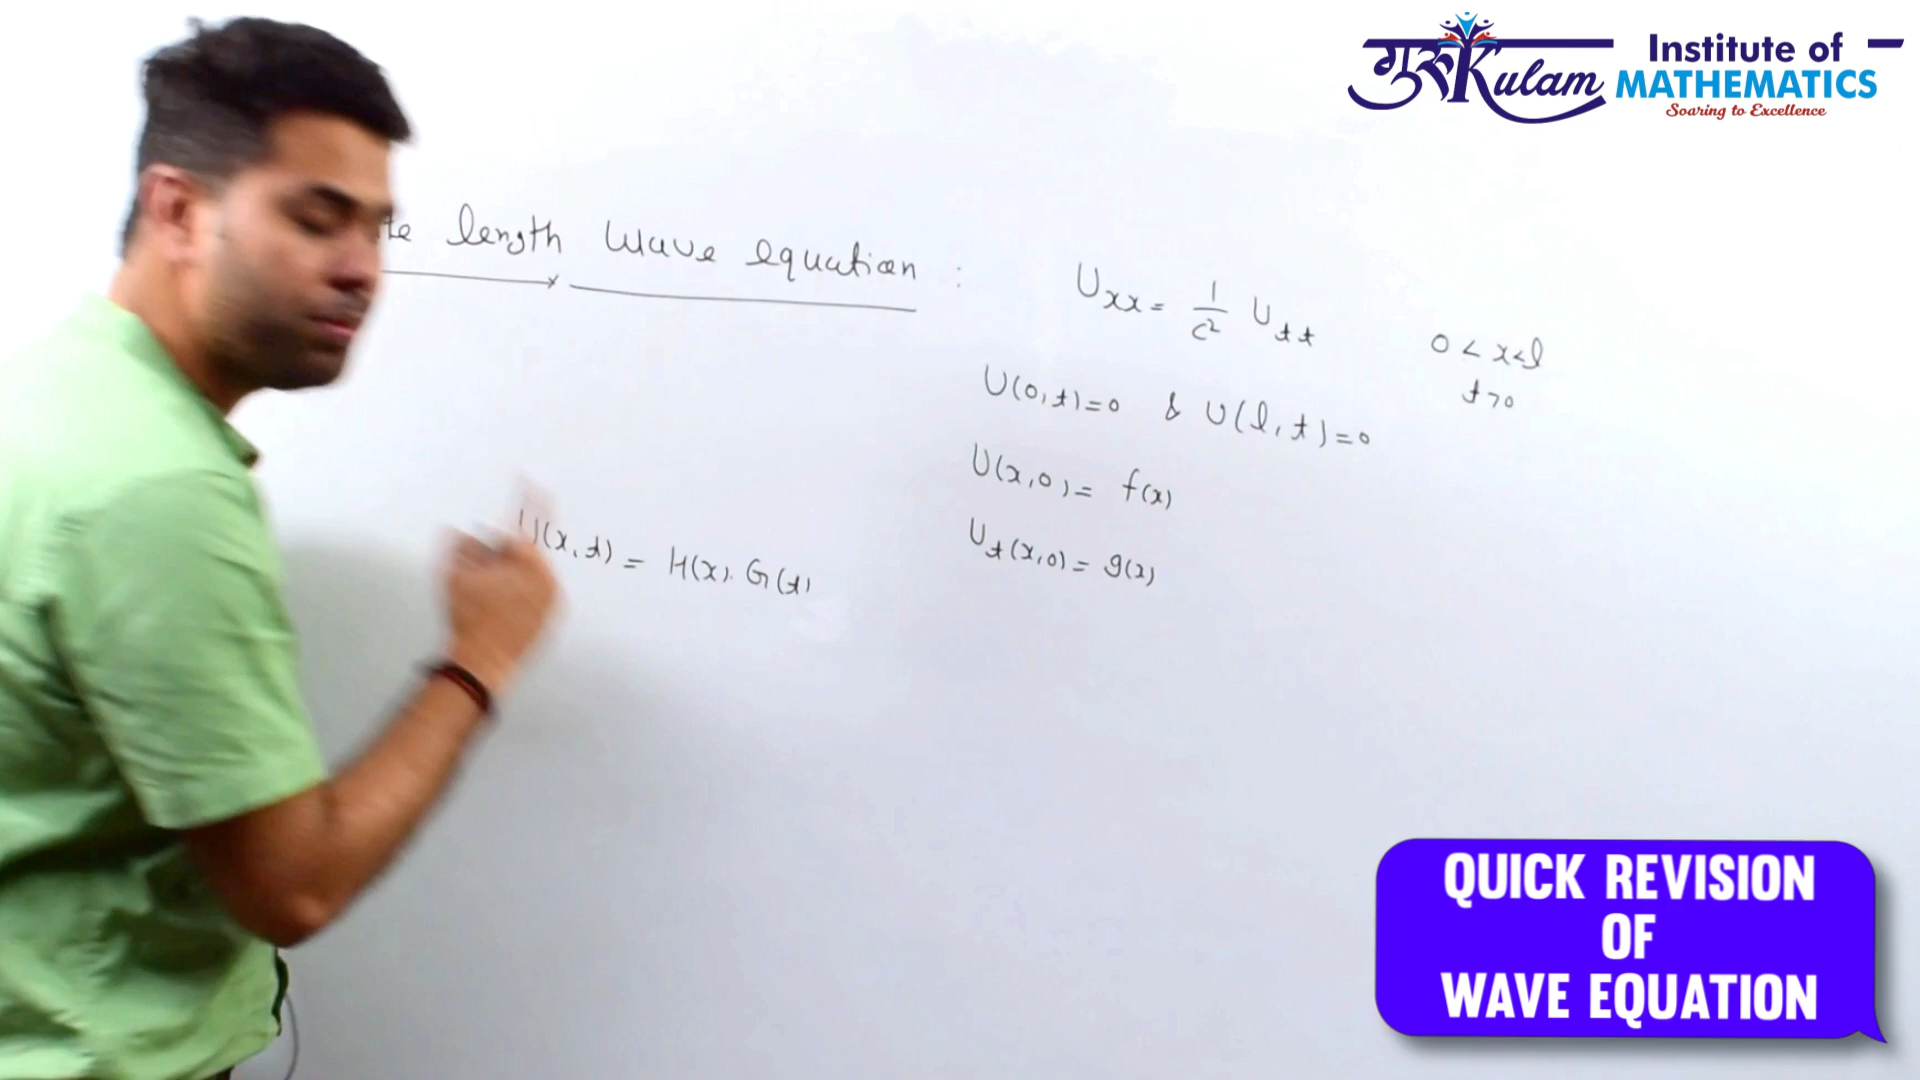 गुरुKulam Institute of
MATHEMATICS
Soaring to Excellence
length wave equation :
Uxx = 1/c² Utt 0 < x < l
t > 0
U(0,t)=0 & U(l,t)=0
U(x,0) = f(x)
Ut(x,0) = g(x)
U(x,t) = H(x). G(t)
QUICK REVISION
OF
WAVE EQUATION